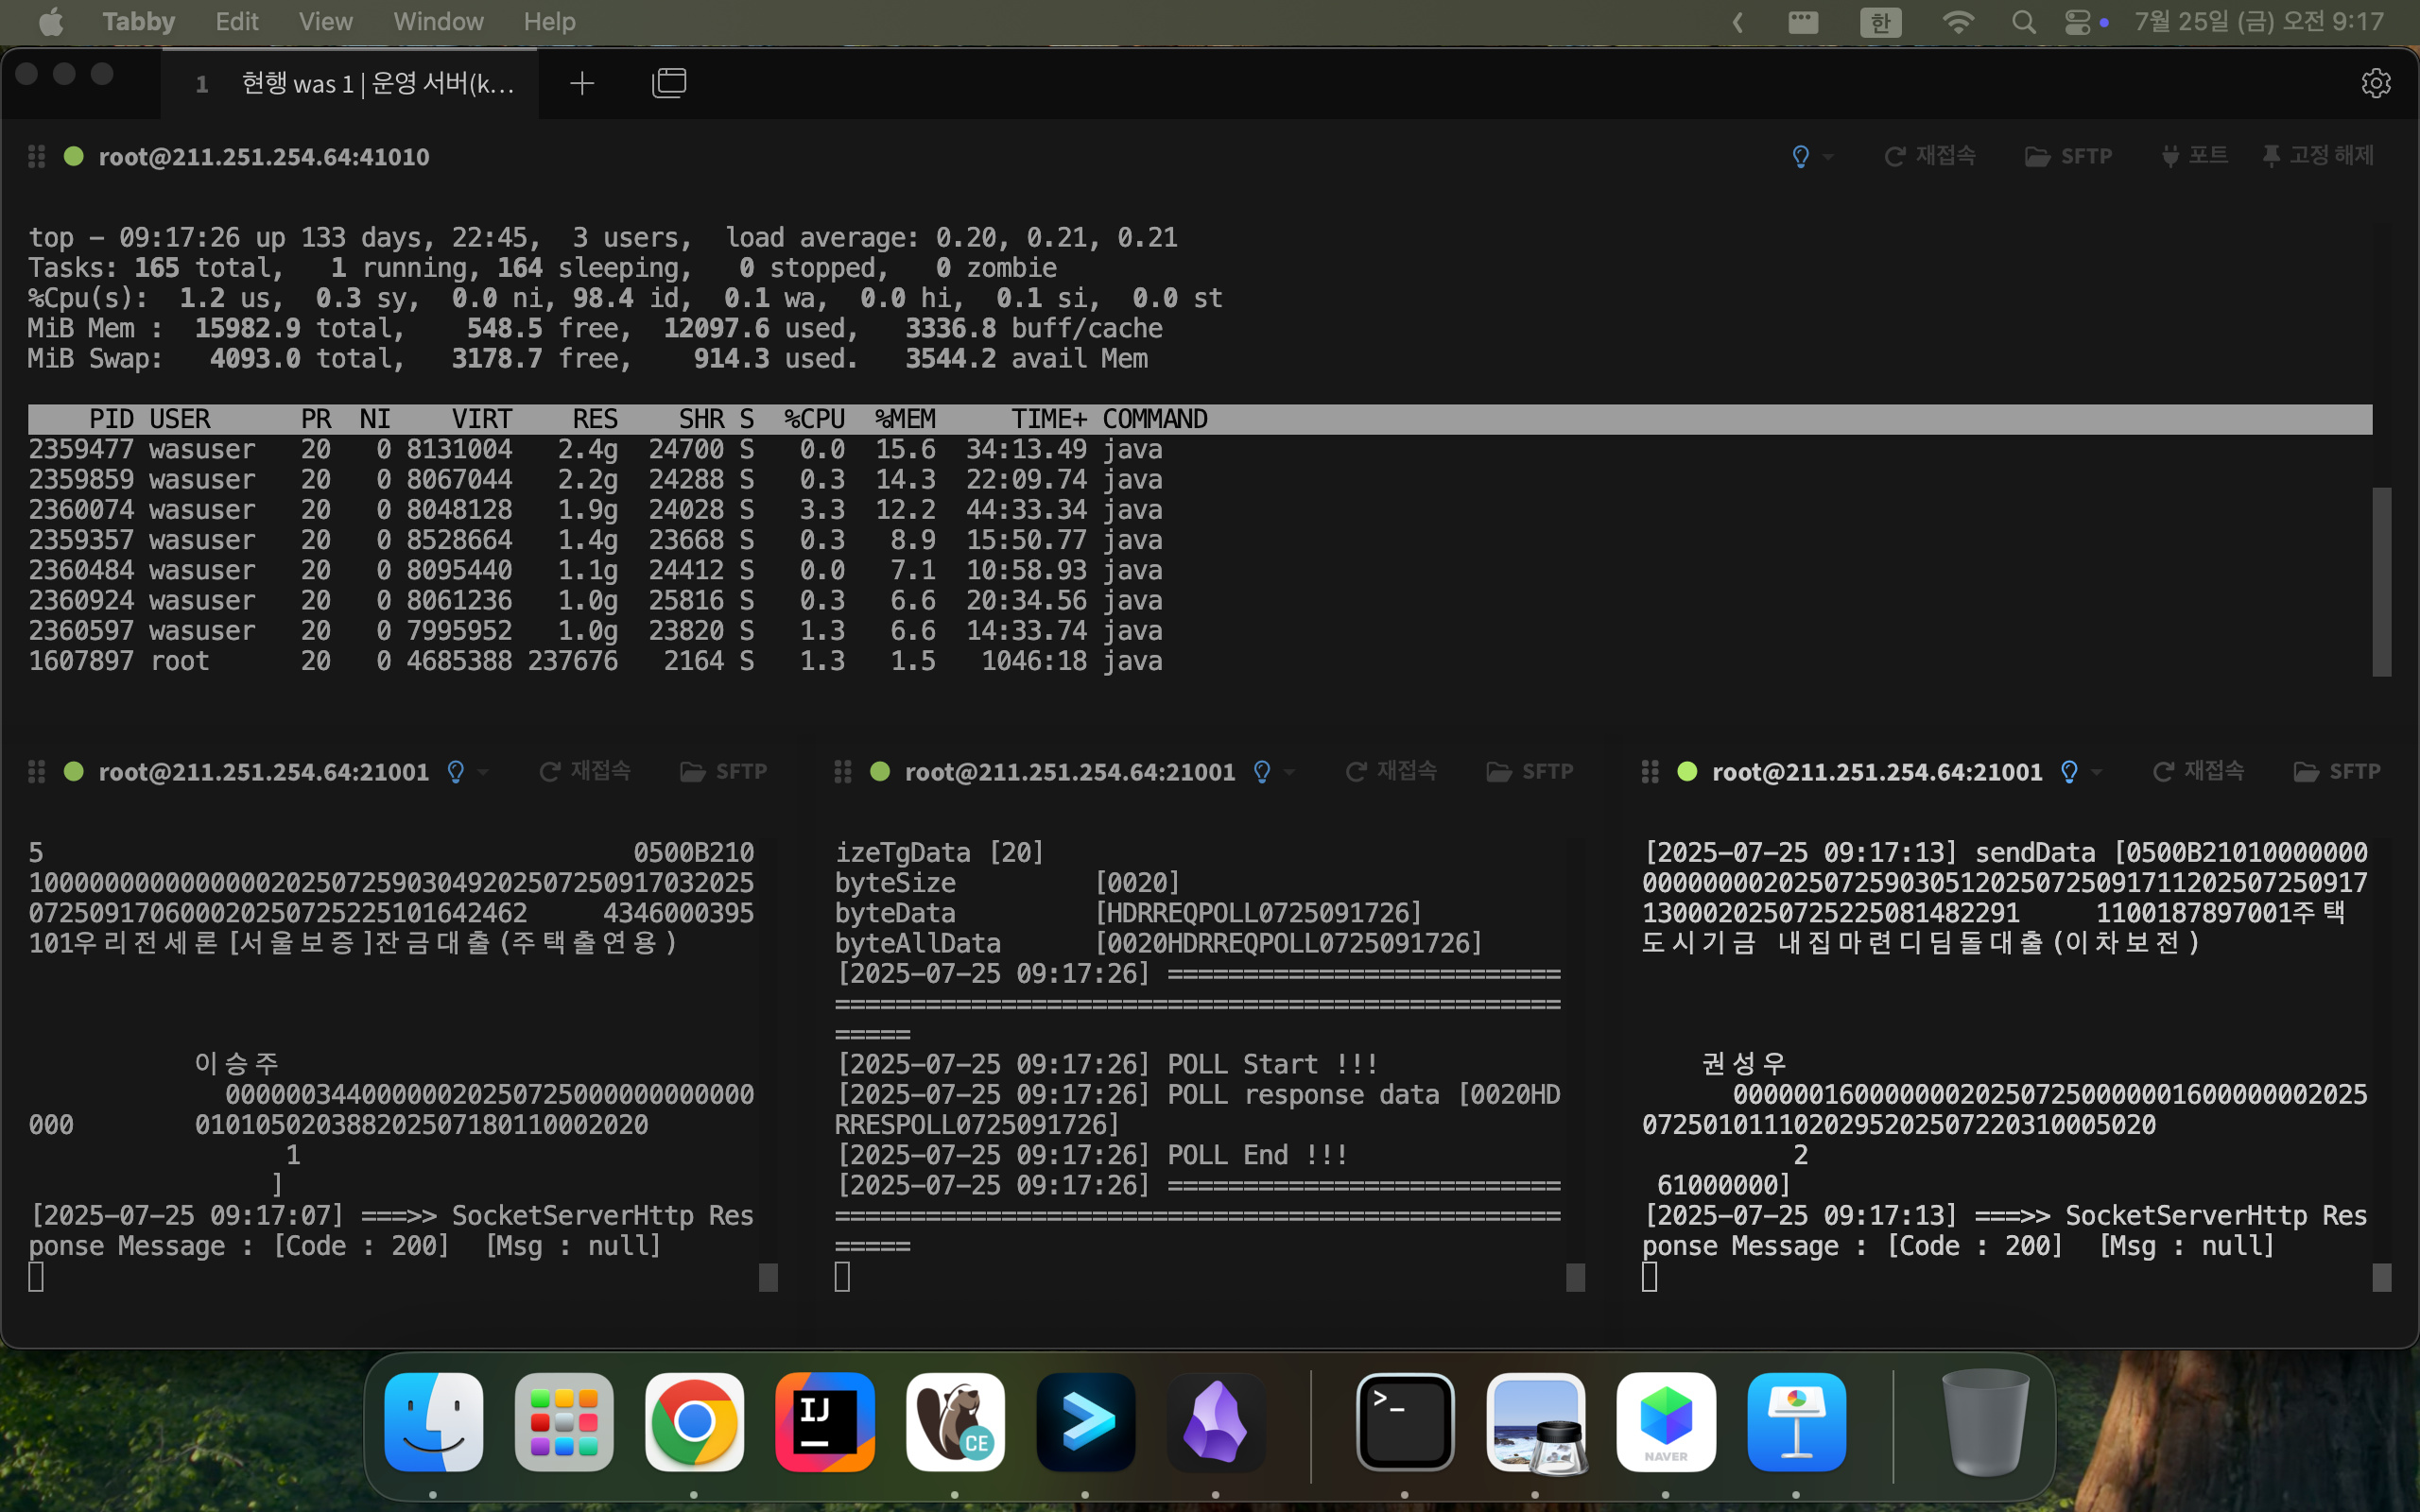 Tabby Edit View Window Help 한 7월 25일 (금) 오전 9:17
1 현행 was 1 | 운영 서버(k...
root@211.251.254.64:41010 재접속 SFTP 포트 고정 해제
top - 09:17:26 up 133 days, 22:45, 3 users, load average: 0.20, 0.21, 0.21
Tasks: 165 total, 1 running, 164 sleeping, 0 stopped, 0 zombie
%Cpu(s): 1.2 us, 0.3 sy, 0.0 ni, 98.4 id, 0.1 wa, 0.0 hi, 0.1 si, 0.0 st
MiB Mem : 15982.9 total, 548.5 free, 12097.6 used, 3336.8 buff/cache
MiB Swap: 4093.0 total, 3178.7 free, 914.3 used. 3544.2 avail Mem
PID USER PR NI VIRT RES SHR S %CPU %MEM TIME+ COMMAND
2359477 wasuser 20 0 8131004 2.4g 24700 S 0.0 15.6 34:13.49 java
2359859 wasuser 20 0 8067044 2.2g 24288 S 0.3 14.3 22:09.74 java
2360074 wasuser 20 0 8048128 1.9g 24028 S 3.3 12.2 44:33.34 java
2359357 wasuser 20 0 8528664 1.4g 23668 S 0.3 8.9 15:50.77 java
2360484 wasuser 20 0 8095440 1.1g 24412 S 0.0 7.1 10:58.93 java
2360924 wasuser 20 0 8061236 1.0g 25816 S 0.3 6.6 20:34.56 java
2360597 wasuser 20 0 7995952 1.0g 23820 S 1.3 6.6 14:33.74 java
1607897 root 20 0 4685388 237676 2164 S 1.3 1.5 1046:18 java
root@211.251.254.64:21001 재접속 SFTP
5 0500B210
100000000000000020250725903049202507250917032025
07250917060002025072522510164246​2 4346000395
101우리전세론 [서울보증]잔금대출(주택출연용)
이승주
00000034400000020250725000000000000
000 010105020388202507180110002020
1
]
[2025-07-25 09:17:07] ===>> SocketServerHttp Res
ponse Message : [Code : 200] [Msg : null]
root@211.251.254.64:21001 재접속 SFTP
izeTgData [20]
byteSize [0020]
byteData [HDRREQPOLL0725091726]
byteAllData [0020HDRREQPOLL0725091726]
[2025-07-25 09:17:26] ==========================
================================================
=====
[2025-07-25 09:17:26] POLL Start !!!
[2025-07-25 09:17:26] POLL response data [0020HD
RRESPOLL0725091726]
[2025-07-25 09:17:26] POLL End !!!
[2025-07-25 09:17:26] ==========================
================================================
=====
root@211.251.254.64:21001 재접속 SFTP
[2025-07-25 09:17:13] sendData [0500B21010000000
000000002025072590305120250725091711202507250917
130002025072522508148​2291 1100187897001주택
도시기금 내집마련디딤돌대출(이차보전)
권성우
000000160000000020250725000000160000000​2025
0725010111020295202507220310005020
2
61000000]
[2025-07-25 09:17:13] ===>> SocketServerHttp Res
ponse Message : [Code : 200] [Msg : null]
IJ
CE
>_
NAVER